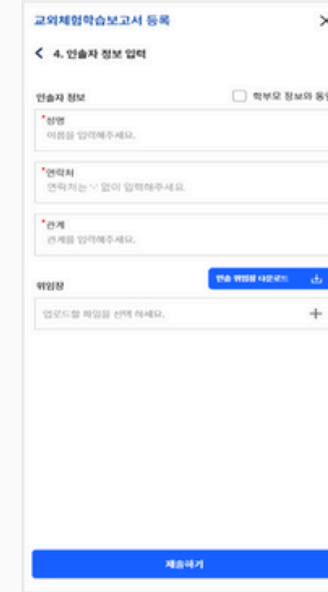 교외체험학습보고서 등록
4. 인솔자 정보 입력
인솔자 정보
학부모 정보와 동일
*성명
이름을 입력해주세요.
*연락처
연락처는 '-' 없이 입력해주세요.
*관계
관계를 입력해주세요.
인솔 위임장 다운로드
위임장
업로드할 파일을 선택 하세요.
제출하기